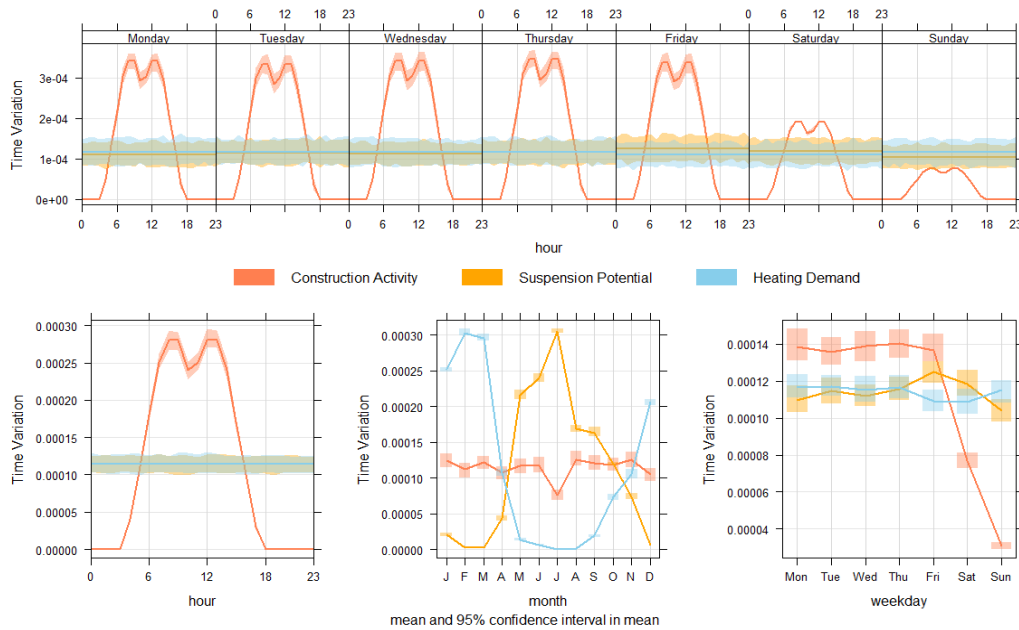 0 6 12 18 23 0 6 12 18 23 0 6 12 18 23
Monday Tuesday Wednesday Thursday Friday Saturday Sunday
Time Variation
3e-04
2e-04
1e-04
0e+00
0 6 12 18 23 6 12 18 23 6 12 18 23 6 12 18 23
hour
Construction Activity Suspension Potential Heating Demand
Time Variation
0.00030
0.00025
0.00020
0.00015
0.00010
0.00005
0.00000
0 6 12 18 23
hour
Time Variation
0.00030
0.00025
0.00020
0.00015
0.00010
0.00005
0.00000
J F M A M J J A S O N D
month
mean and 95% confidence interval in mean
Time Variation
0.00014
0.00012
0.00010
0.00008
0.00006
0.00004
Mon Tue Wed Thu Fri Sat Sun
weekday